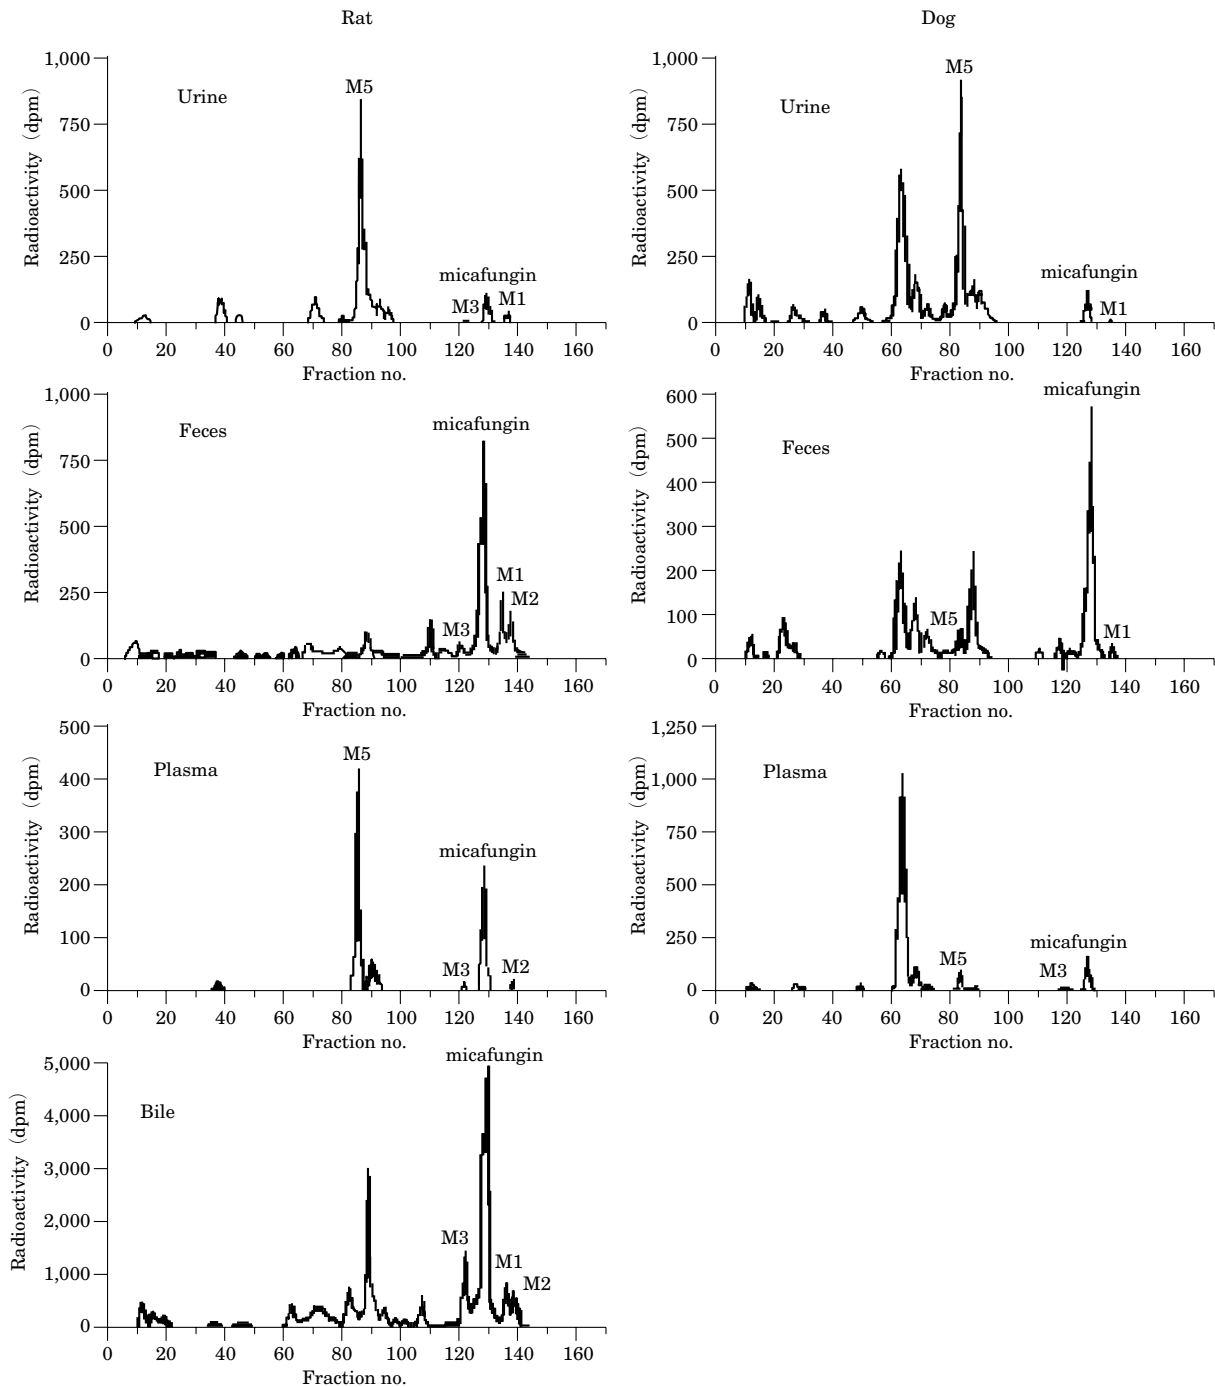 Rat
1,000
750
500
250
0
Radioactivity (dpm)
Urine
M5
M3
micafungin
M1
0 20 40 60 80 100 120 140 160
Fraction no.
1,000
750
500
250
0
Radioactivity (dpm)
Feces
micafungin
M3
M1
M2
0 20 40 60 80 100 120 140 160
Fraction no.
500
400
300
200
100
0
Radioactivity (dpm)
Plasma
M5
micafungin
M3
M2
0 20 40 60 80 100 120 140 160
Fraction no.
5,000
4,000
3,000
2,000
1,000
0
Radioactivity (dpm)
Bile
micafungin
M3
M1
M2
0 20 40 60 80 100 120 140 160
Fraction no.
Dog
1,000
750
500
250
0
Radioactivity (dpm)
Urine
M5
micafungin
M1
0 20 40 60 80 100 120 140 160
Fraction no.
600
500
400
300
200
100
0
Radioactivity (dpm)
Feces
micafungin
M5
M1
0 20 40 60 80 100 120 140 160
Fraction no.
1,250
1,000
750
500
250
0
Radioactivity (dpm)
Plasma
M5
micafungin
M3
0 20 40 60 80 100 120 140 160
Fraction no.